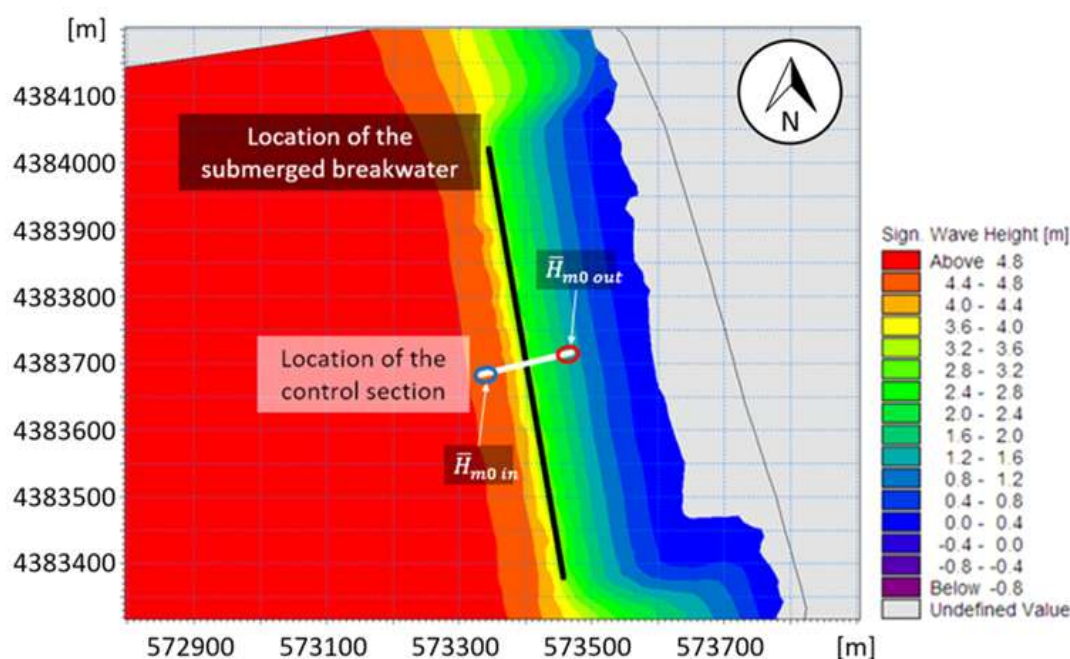 [m]
4384100
4384000
4383900
4383800
4383700
4383600
4383500
4383400
Location of the
submerged breakwater
N
H̅m0 out
Location of the
control section
H̅m0 in
572900 573100 573300 573500 573700 [m]
Sign. Wave Height [m]
Above 4.8
4.4 - 4.8
4.0 - 4.4
3.6 - 4.0
3.2 - 3.6
2.8 - 3.2
2.4 - 2.8
2.0 - 2.4
1.6 - 2.0
1.2 - 1.6
0.8 - 1.2
0.4 - 0.8
0.0 - 0.4
-0.4 - 0.0
-0.8 - -0.4
Below -0.8
Undefined Value